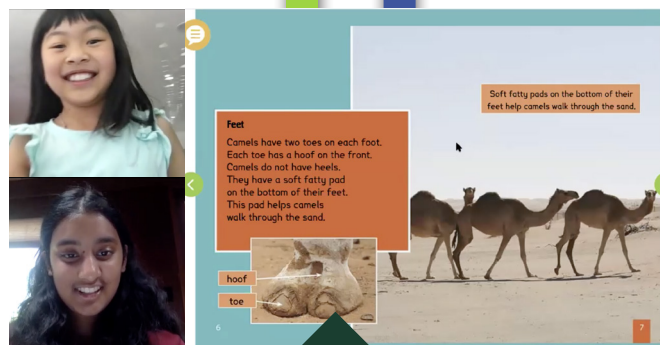 Feet
Camels have two toes on each foot.
Each toe has a hoof on the front.
Camels do not have heels.
They have a soft fatty pad
on the bottom of their feet.
This pad helps camels
walk through the sand.
hoof
toe
6
Soft fatty pads on the bottom of their
feet help camels walk through the sand.
7